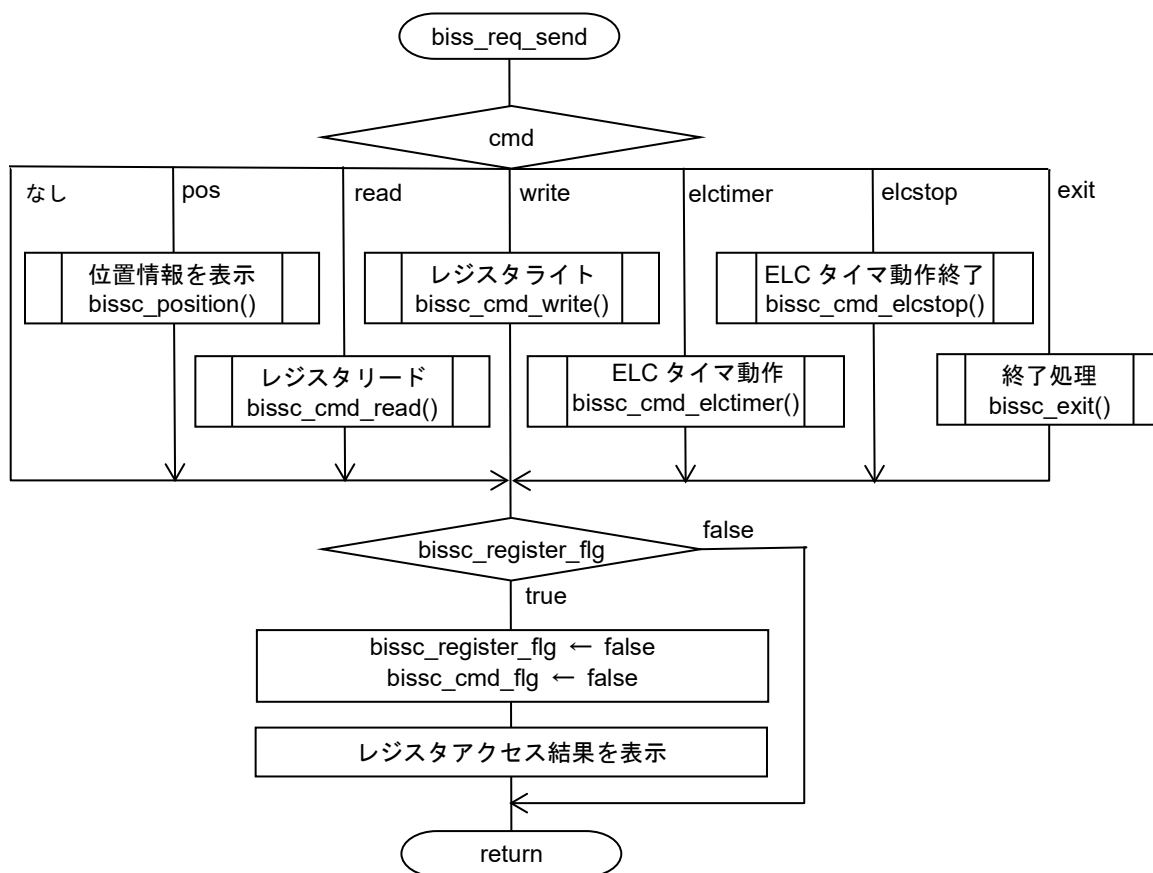 biss_req_send
cmd
なし
pos
read
write
elctimer
elcstop
exit
位置情報を表示
bissc_position()
レジスタライト
bissc_cmd_write()
ELC タイマ動作終了
bissc_cmd_elcstop()
レジスタリード
bissc_cmd_read()
ELC タイマ動作
bissc_cmd_elctimer()
終了処理
bissc_exit()
bissc_register_flg
false
true
bissc_register_flg ← false
bissc_cmd_flg ← false
レジスタアクセス結果を表示
return